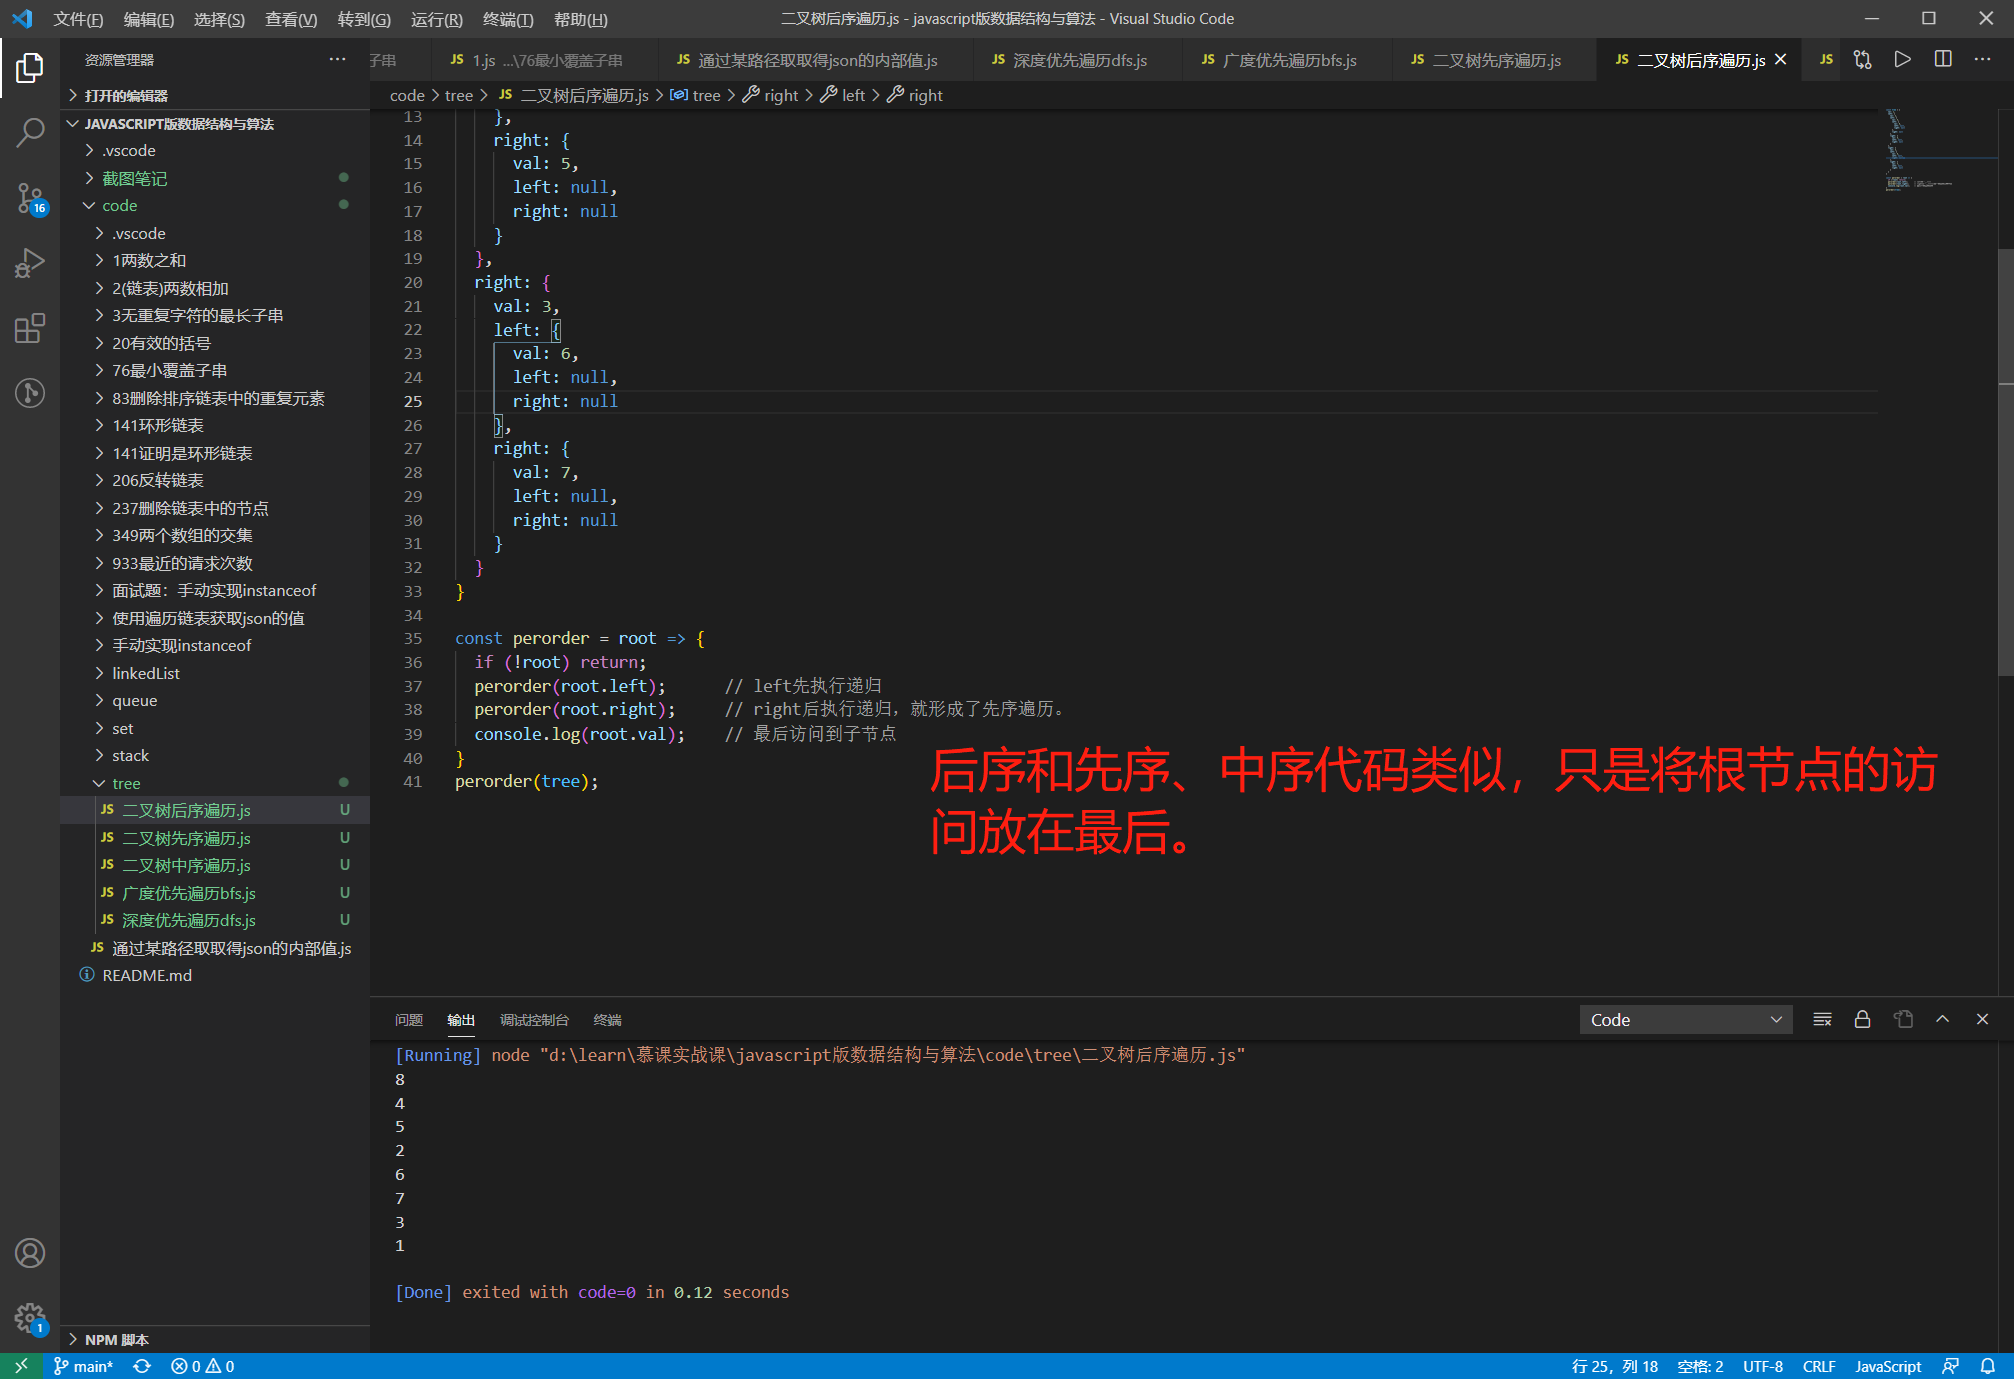 文件(F) 编辑(E) 选择(S) 查看(V) 转到(G) 运行(R) 终端(T) 帮助(H) 二叉树后序遍历.js - javascript版数据结构与算法 - Visual Studio Code
资源管理器
子串 JS 1.js ...\76最小覆盖子串 JS 通过某路径取取得json的内部值.js JS 深度优先遍历dfs.js JS 广度优先遍历bfs.js JS 二叉树先序遍历.js JS 二叉树后序遍历.js JS
code > tree > JS 二叉树后序遍历.js > tree > right > left > right
打开的编辑器
JAVASCRIPT版数据结构与算法
.vscode
截图笔记
code
.vscode
1两数之和
2(链表)两数相加
3无重复字符的最长子串
20有效的括号
76最小覆盖子串
83删除排序链表中的重复元素
141环形链表
141证明是环形链表
206反转链表
237删除链表中的节点
349两个数组的交集
933最近的请求次数
面试题：手动实现instanceof
使用遍历链表获取json的值
手动实现instanceof
linkedList
queue
set
stack
tree
JS 二叉树后序遍历.js U
JS 二叉树先序遍历.js U
JS 二叉树中序遍历.js U
JS 广度优先遍历bfs.js U
JS 深度优先遍历dfs.js U
JS 通过某路径取取得json的内部值.js
README.md
NPM 脚本
16
1
13 },
14 right: {
15 val: 5,
16 left: null,
17 right: null
18 }
19 },
20 right: {
21 val: 3,
22 left: {
23 val: 6,
24 left: null,
25 right: null
26 },
27 right: {
28 val: 7,
29 left: null,
30 right: null
31 }
32 }
33 }
34
35 const perorder = root => {
36 if (!root) return;
37 perorder(root.left); // left先执行递归
38 perorder(root.right); // right后执行递归，就形成了先序遍历。
39 console.log(root.val); // 最后访问到子节点
40 }
41 perorder(tree);
后序和先序、中序代码类似，只是将根节点的访
问放在最后。
问题 输出 调试控制台 终端 Code
[Running] node "d:\learn\慕课实战课\javascript版数据结构与算法\code\tree\二叉树后序遍历.js"
8
4
5
2
6
7
3
1
[Done] exited with code=0 in 0.12 seconds
main* 0 0 行 25，列 18 空格: 2 UTF-8 CRLF JavaScript